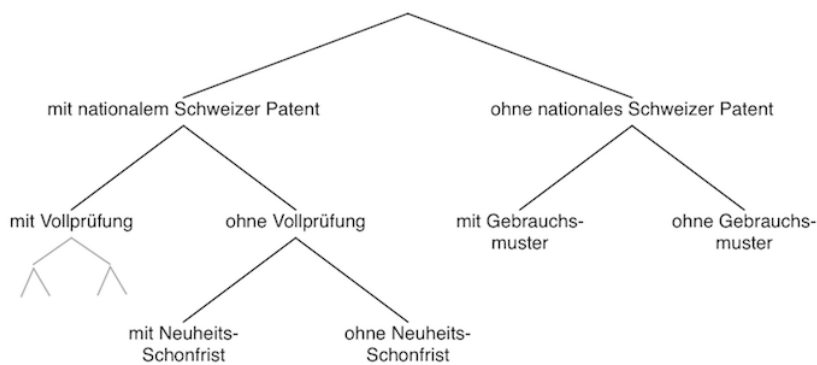 mit nationalem Schweizer Patent
ohne nationales Schweizer Patent
mit Vollprüfung
ohne Vollprüfung
mit Gebrauchs-
muster
ohne Gebrauchs-
muster
mit Neuheits-
Schonfrist
ohne Neuheits-
Schonfrist